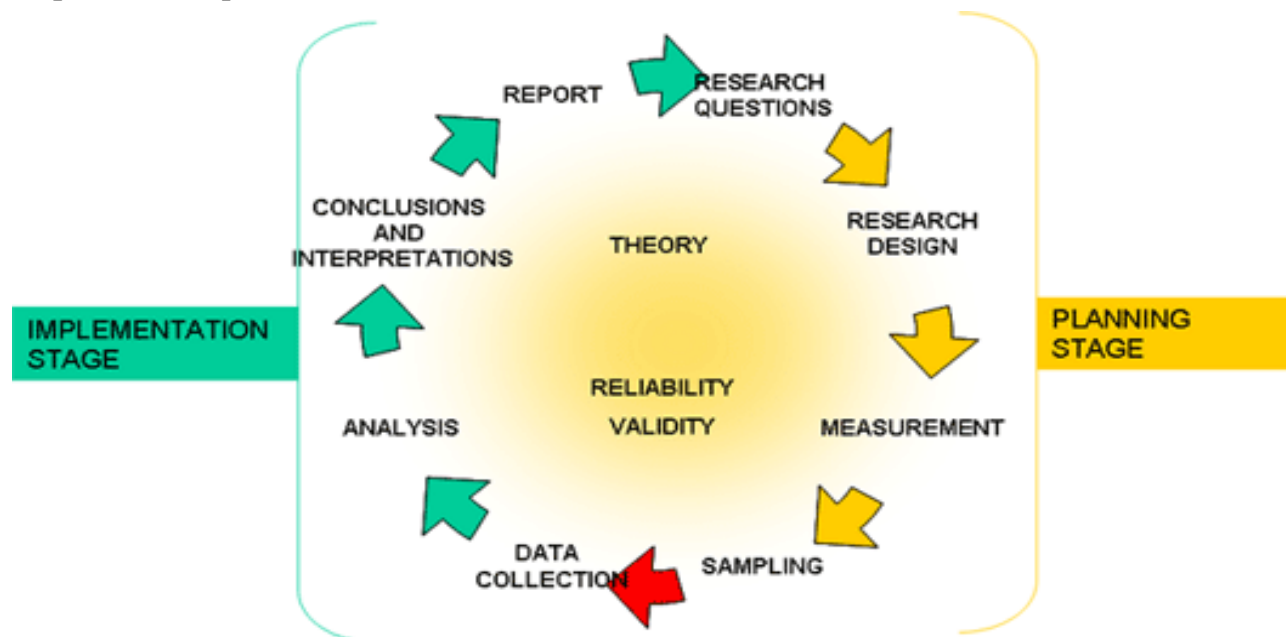 REPORT
RESEARCH
QUESTIONS
CONCLUSIONS
AND
INTERPRETATIONS
THEORY
RESEARCH
DESIGN
IMPLEMENTATION
STAGE
PLANNING
STAGE
RELIABILITY
VALIDITY
ANALYSIS
MEASUREMENT
DATA
COLLECTION
SAMPLING